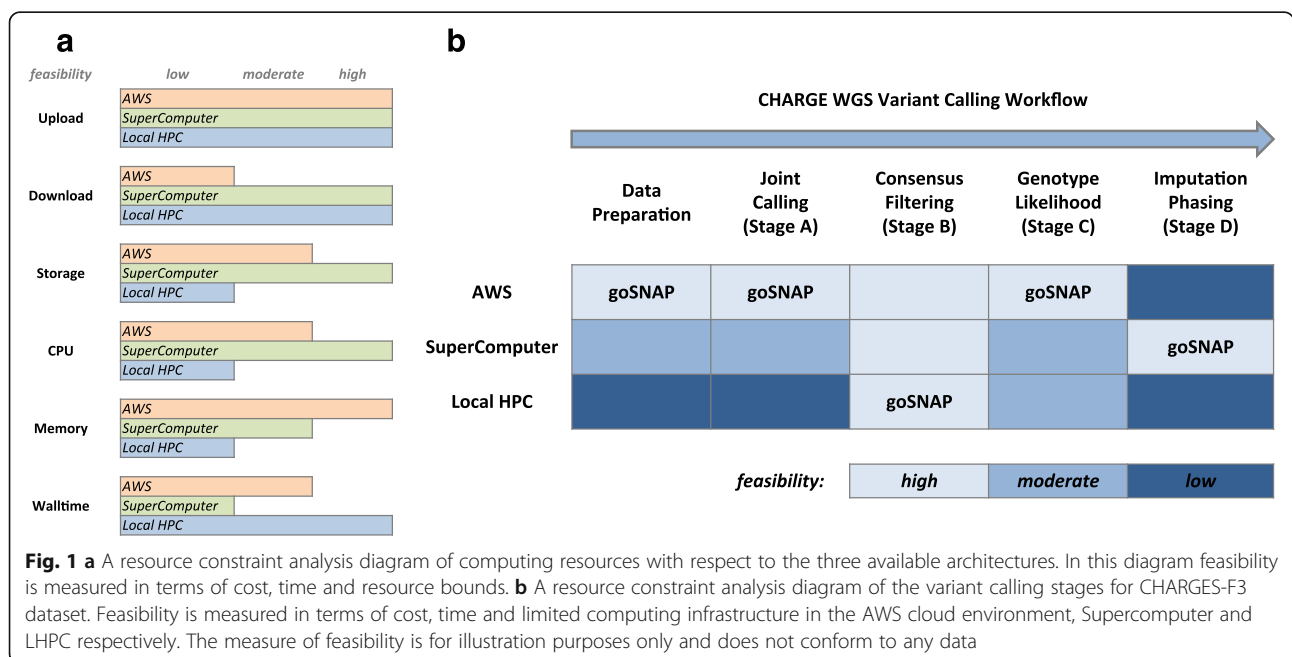 a
feasibility low moderate high
Upload
AWS
SuperComputer
Local HPC
Download
AWS
SuperComputer
Local HPC
Storage
AWS
SuperComputer
Local HPC
CPU
AWS
SuperComputer
Local HPC
Memory
AWS
SuperComputer
Local HPC
Walltime
AWS
SuperComputer
Local HPC
b
CHARGE WGS Variant Calling Workflow
Data
Preparation
Joint
Calling
(Stage A)
Consensus
Filtering
(Stage B)
Genotype
Likelihood
(Stage C)
Imputation
Phasing
(Stage D)
AWS goSNAP goSNAP goSNAP
SuperComputer goSNAP
Local HPC goSNAP
feasibility: high moderate low
Fig. 1 a A resource constraint analysis diagram of computing resources with respect to the three available architectures. In this diagram feasibility
is measured in terms of cost, time and resource bounds. b A resource constraint analysis diagram of the variant calling stages for CHARGES-F3
dataset. Feasibility is measured in terms of cost, time and limited computing infrastructure in the AWS cloud environment, Supercomputer and
LHPC respectively. The measure of feasibility is for illustration purposes only and does not conform to any data